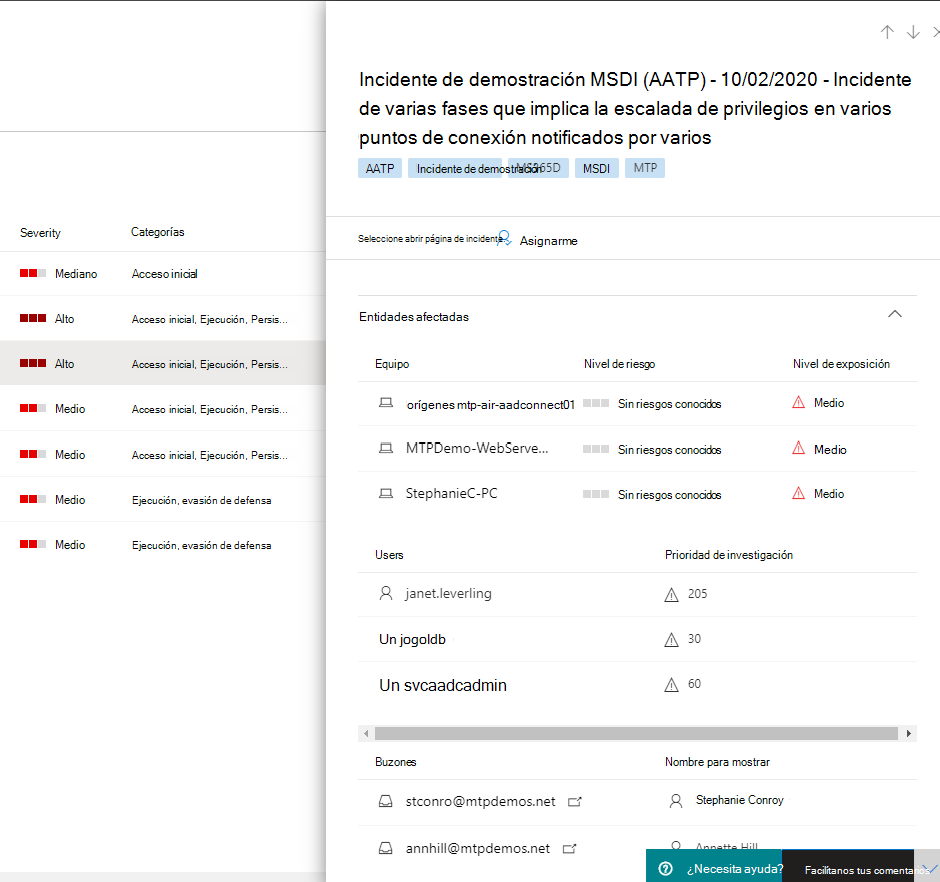 Severity
Categorías
Mediano
Acceso inicial
Alto
Acceso inicial, Ejecución, Persis...
Alto
Acceso inicial, Ejecución, Persis...
Medio
Acceso inicial, Ejecución, Persis...
Medio
Acceso inicial, Ejecución, Persis...
Medio
Ejecución, evasión de defensa
Medio
Ejecución, evasión de defensa
Incidente de demostración MSDI (AATP) - 10/02/2020 - Incidente
de varias fases que implica la escalada de privilegios en varios
puntos de conexión notificados por varios
AATP
Incidente de demostración
MS365D
MSDI
MTP
Seleccione abrir página de incidente.
Asignarme
Entidades afectadas
Equipo
Nivel de riesgo
Nivel de exposición
orígenes mtp-air-aadconnect01
Sin riesgos conocidos
Medio
MTPDemo-WebServe...
Sin riesgos conocidos
Medio
StephanieC-PC
Sin riesgos conocidos
Medio
Users
Prioridad de investigación
janet.leverling
205
Un jogoldb
30
Un svcaadcadmin
60
Buzones
Nombre para mostrar
stconro@mtpdemos.net
Stephanie Conroy
annhill@mtpdemos.net
Annette Hill
¿Necesita ayuda?
Facilítanos tus comentarios.